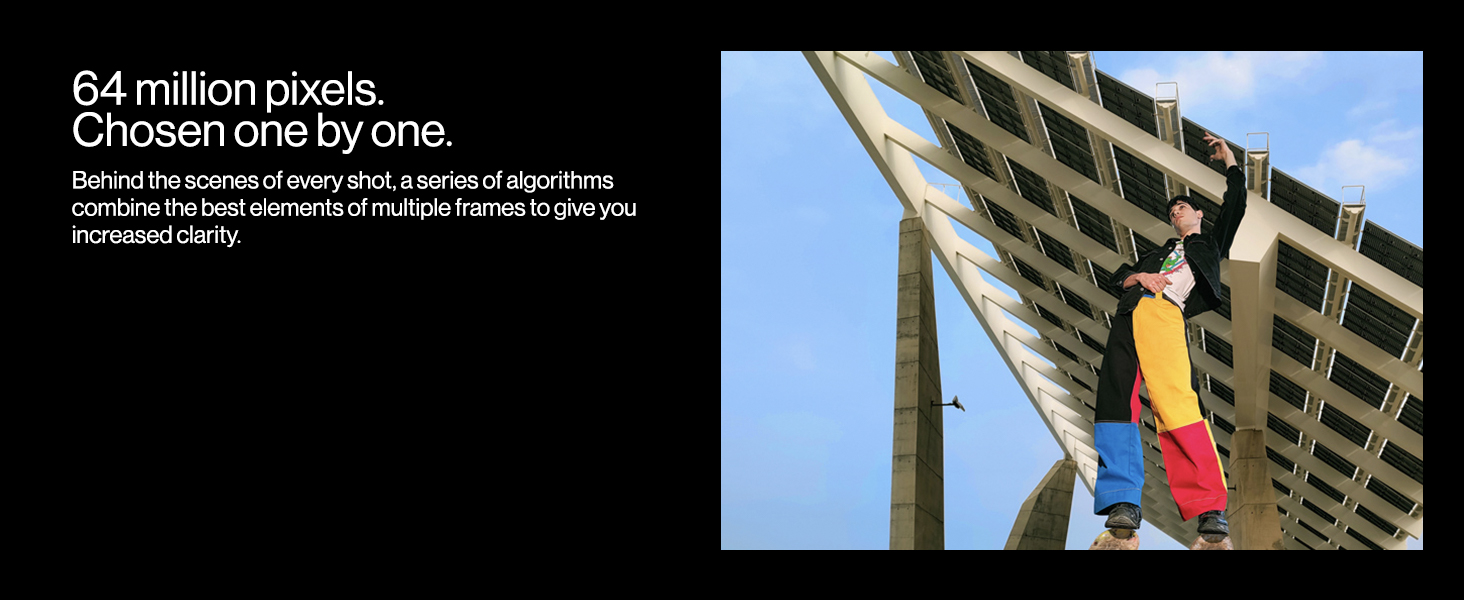 64 million pixels.
Chosen one by one.
Behind the scenes of every shot, a series of algorithms
combine the best elements of multiple frames to give you
increased clarity.